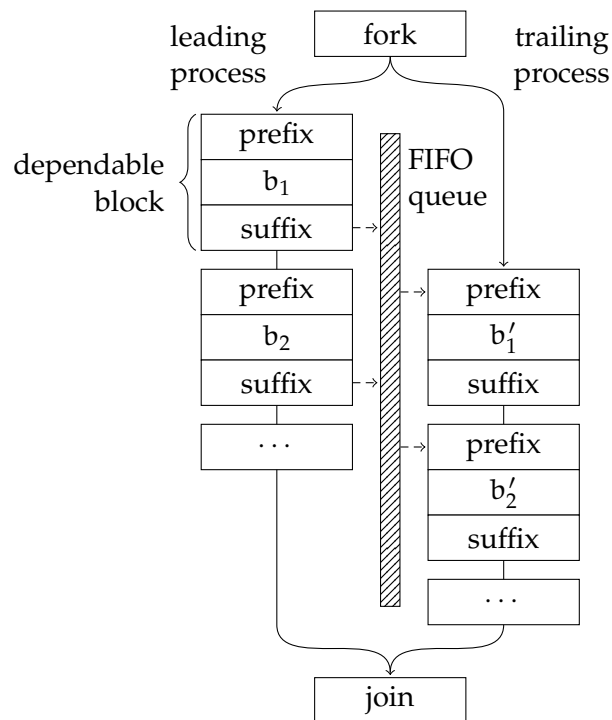 fork
leading
process
trailing
process
dependable
block
prefix
b₁
suffix
FIFO
queue
prefix
b₂
suffix
· · ·
prefix
b′₁
suffix
prefix
b′₂
suffix
· · ·
join